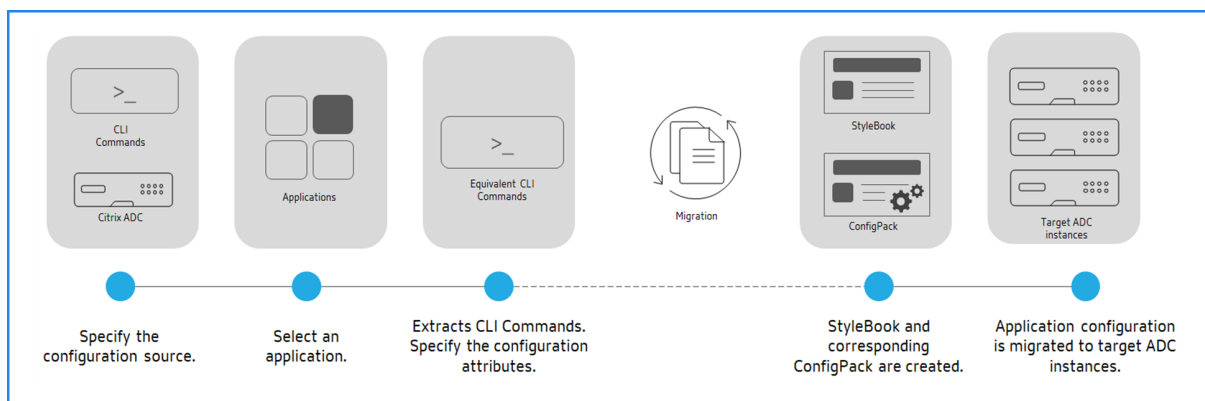 >_
CLI
Commands
Citrix ADC
Applications
>_
Equivalent CLI
Commands
Migration
StyleBook
ConfigPack
Target ADC
instances
Specify the
configuration source.
Select an
application.
Extracts CLI Commands.
Specify the configuration
attributes.
StyleBook and
corresponding
ConfigPack are created.
Application configuration
is migrated to target ADC
instances.